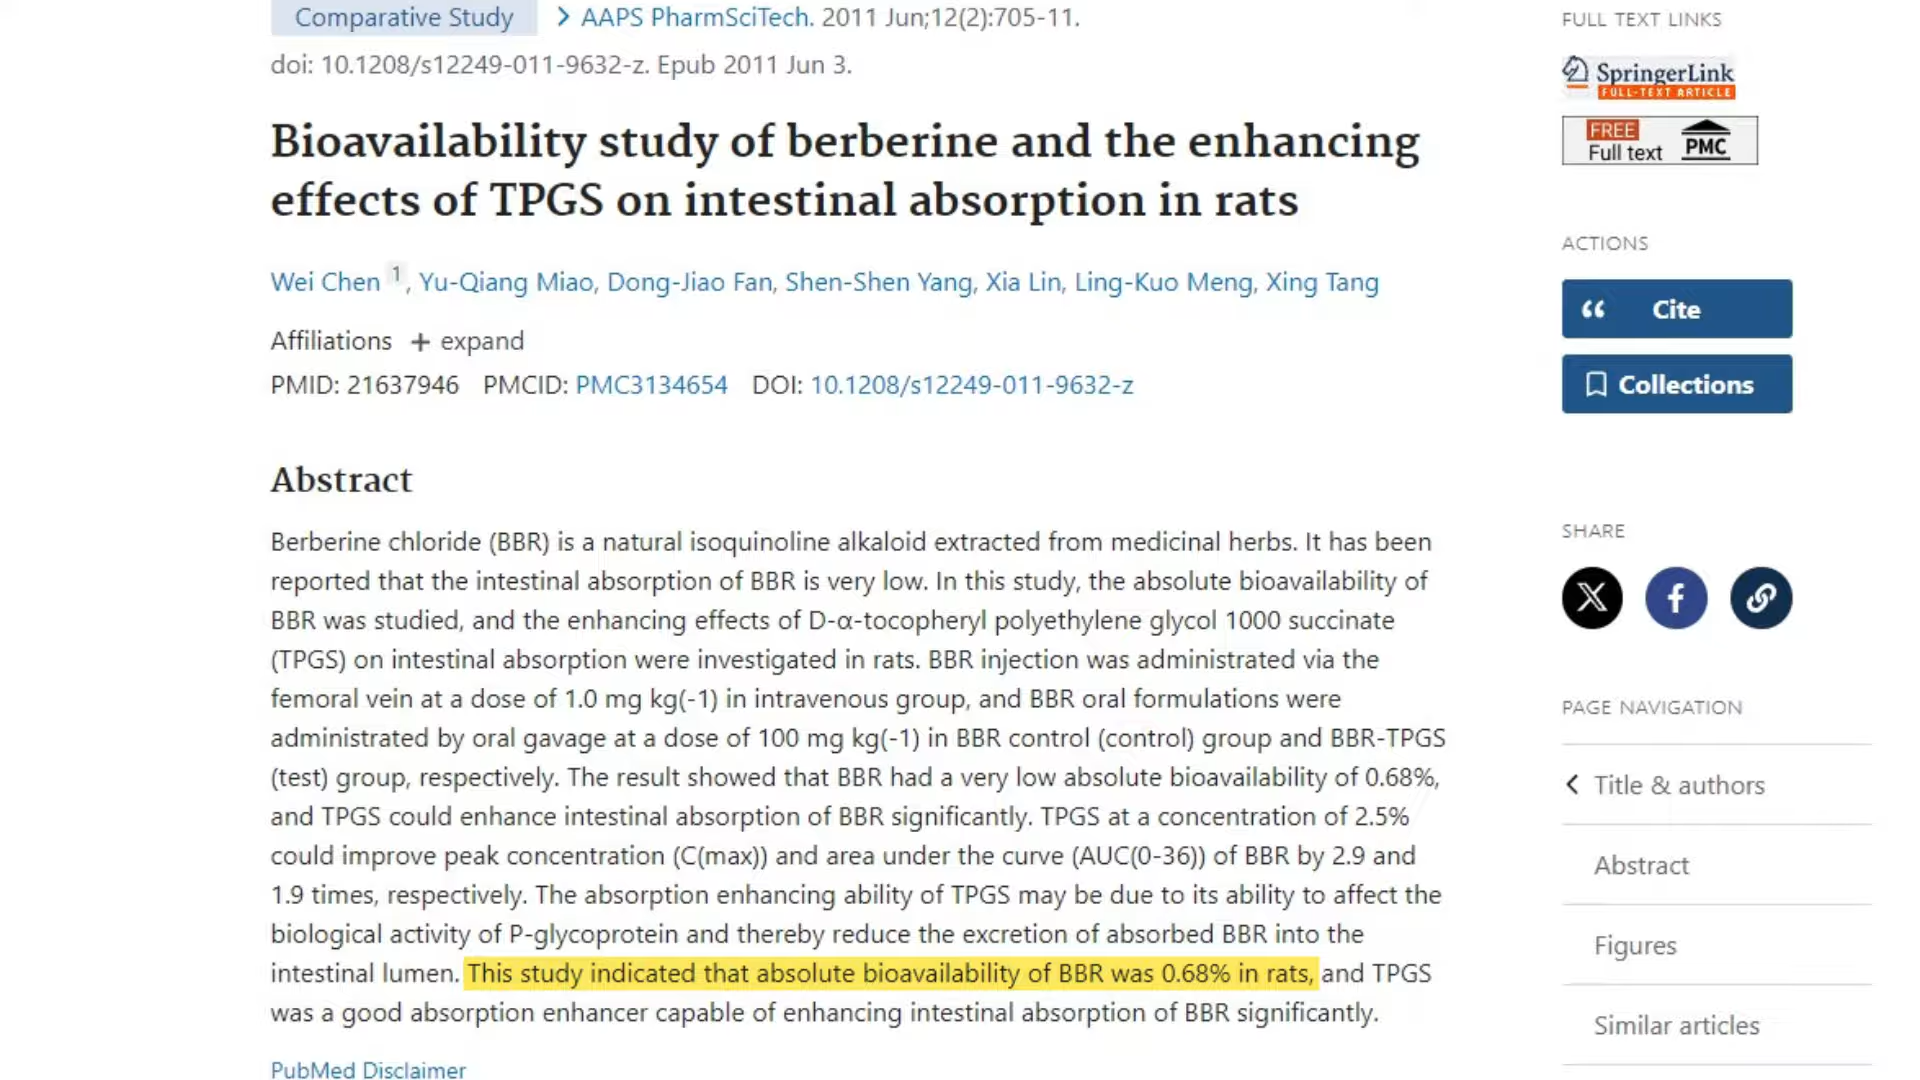 Comparative Study > AAPS PharmSciTech. 2011 Jun;12(2):705-11.
doi: 10.1208/s12249-011-9632-z. Epub 2011 Jun 3.
Bioavailability study of berberine and the enhancing
effects of TPGS on intestinal absorption in rats
Wei Chen 1, Yu-Qiang Miao, Dong-Jiao Fan, Shen-Shen Yang, Xia Lin, Ling-Kuo Meng, Xing Tang
Affiliations + expand
PMID: 21637946 PMCID: PMC3134654 DOI: 10.1208/s12249-011-9632-z
Abstract
Berberine chloride (BBR) is a natural isoquinoline alkaloid extracted from medicinal herbs. It has been
reported that the intestinal absorption of BBR is very low. In this study, the absolute bioavailability of
BBR was studied, and the enhancing effects of D-α-tocopheryl polyethylene glycol 1000 succinate
(TPGS) on intestinal absorption were investigated in rats. BBR injection was administrated via the
femoral vein at a dose of 1.0 mg kg(-1) in intravenous group, and BBR oral formulations were
administrated by oral gavage at a dose of 100 mg kg(-1) in BBR control (control) group and BBR-TPGS
(test) group, respectively. The result showed that BBR had a very low absolute bioavailability of 0.68%,
and TPGS could enhance intestinal absorption of BBR significantly. TPGS at a concentration of 2.5%
could improve peak concentration (C(max)) and area under the curve (AUC(0-36)) of BBR by 2.9 and
1.9 times, respectively. The absorption enhancing ability of TPGS may be due to its ability to affect the
biological activity of P-glycoprotein and thereby reduce the excretion of absorbed BBR into the
intestinal lumen. This study indicated that absolute bioavailability of BBR was 0.68% in rats, and TPGS
was a good absorption enhancer capable of enhancing intestinal absorption of BBR significantly.
PubMed Disclaimer
FULL TEXT LINKS
SpringerLink
FULL-TEXT ARTICLE
FREE
Full text PMC
ACTIONS
Cite
Collections
SHARE
PAGE NAVIGATION
Title & authors
Abstract
Figures
Similar articles